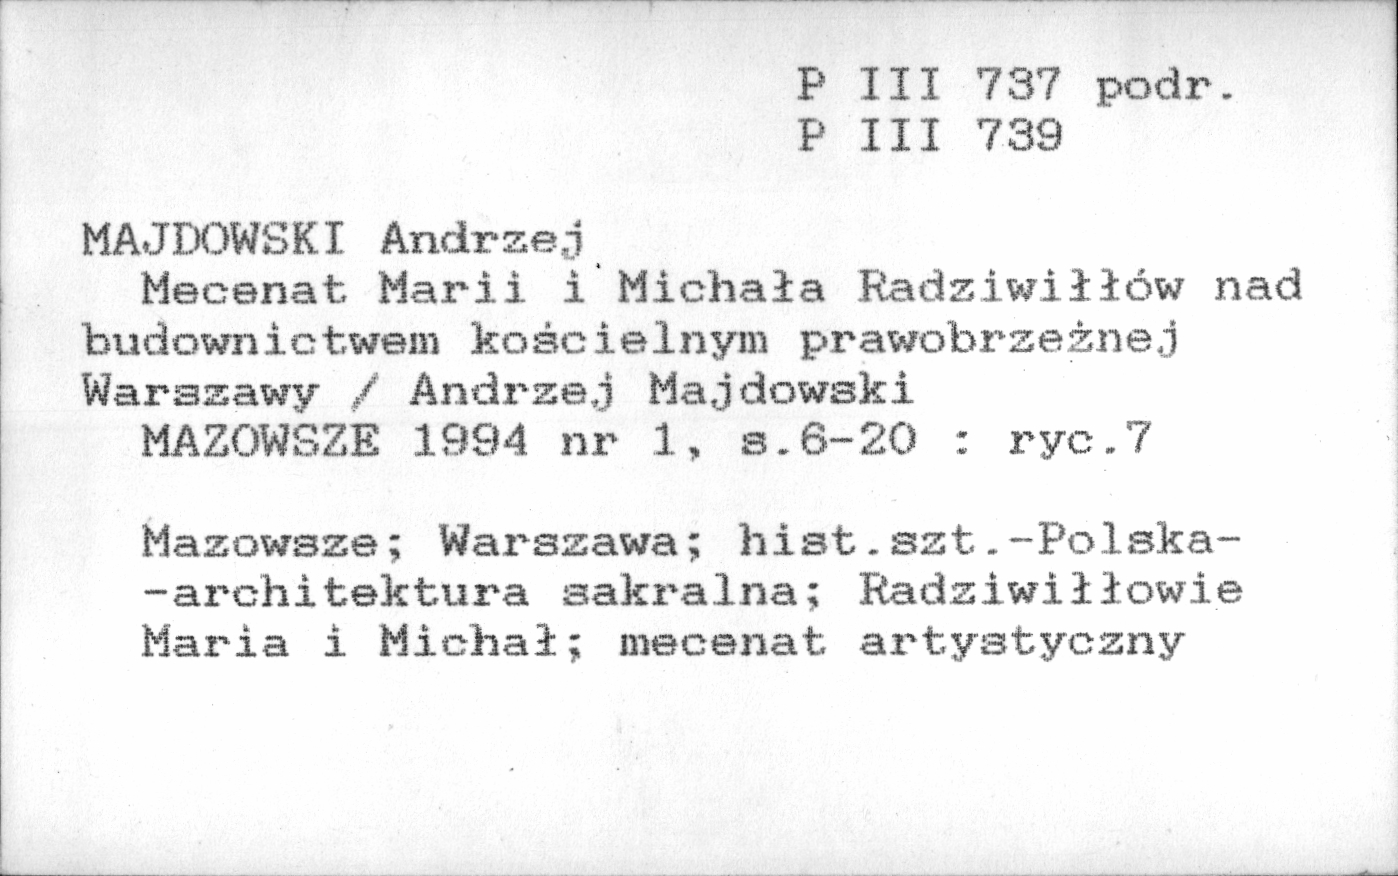 P III 737 podr.
P III 739
MAJDOWSKI Andrzej
Mecenat Marii i Michała Radziwiłłów nad
budownictwem kościelnym prawobrzeżnej
Warszawy / Andrzej Majdowski
MAZOWSZE 1994 nr 1, s.6-20 : ryc.7
Mazowsze; Warszawa; hist.szt.-Polska-
-architektura sakralna; Radziwiłłowie
Maria i Michał; mecenat artystyczny